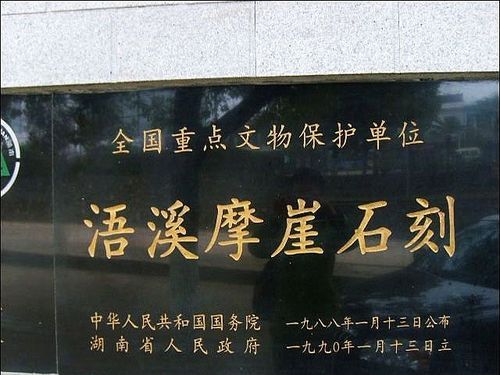 全国重点文物保护单位
浯溪摩崖石刻
中华人民共和国国务院 一九八八年一月十三日公布
湖南省人民政府 一九九〇年一月十三日立